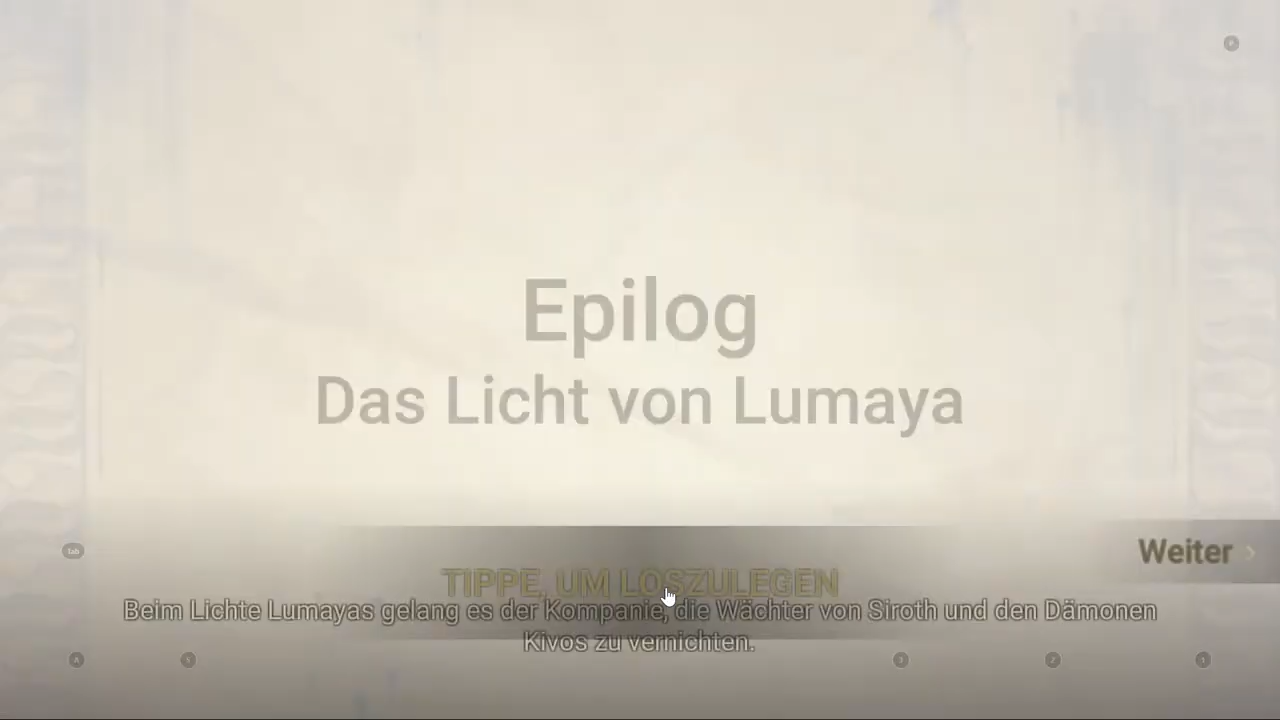 Epilog
Das Licht von Lumaya
Weiter
TIPPE, UM LOSZULEGEN
Beim Lichte Lumayas gelang es der Kompanie, die Wächter von Siroth und den Dämonen
Kivos zu vernichten.